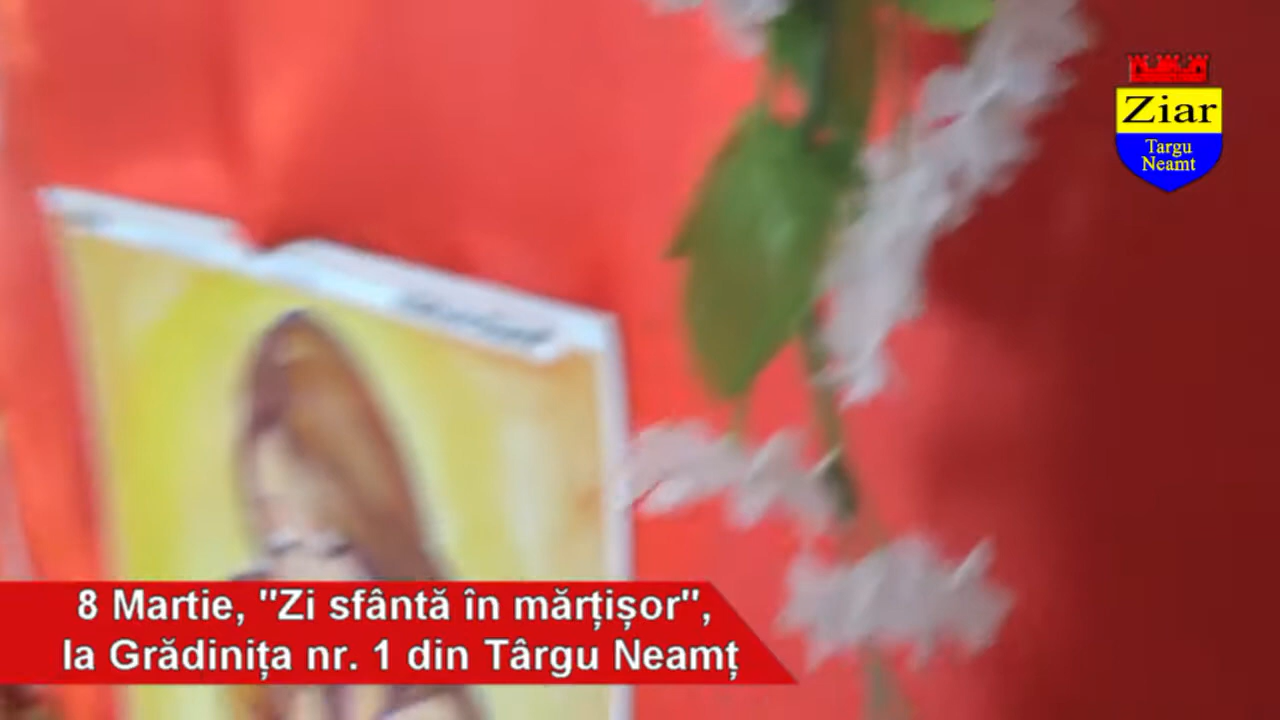 Ziar
Targu
Neamt
8 Martie, "Zi sfântă în mărțișor",
la Grădinița nr. 1 din Târgu Neamț